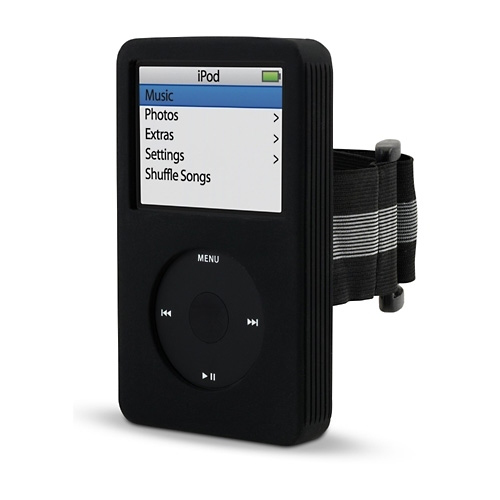 iPod
Music
Photos >
Extras >
Settings >
Shuffle Songs
MENU